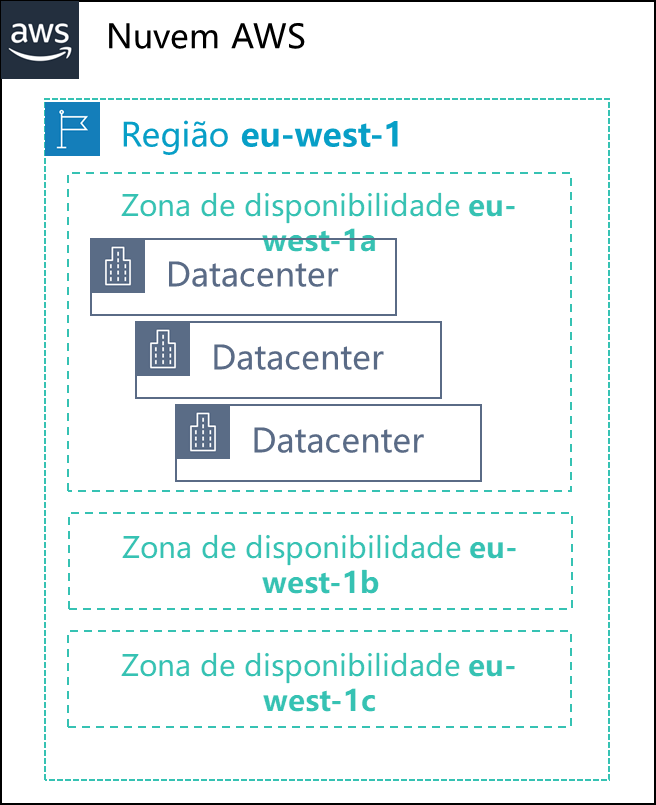 aws
Nuvem AWS
Região eu-west-1
Zona de disponibilidade eu-
west-1a
Datacenter
Datacenter
Datacenter
Zona de disponibilidade eu-
west-1b
Zona de disponibilidade eu-
west-1c